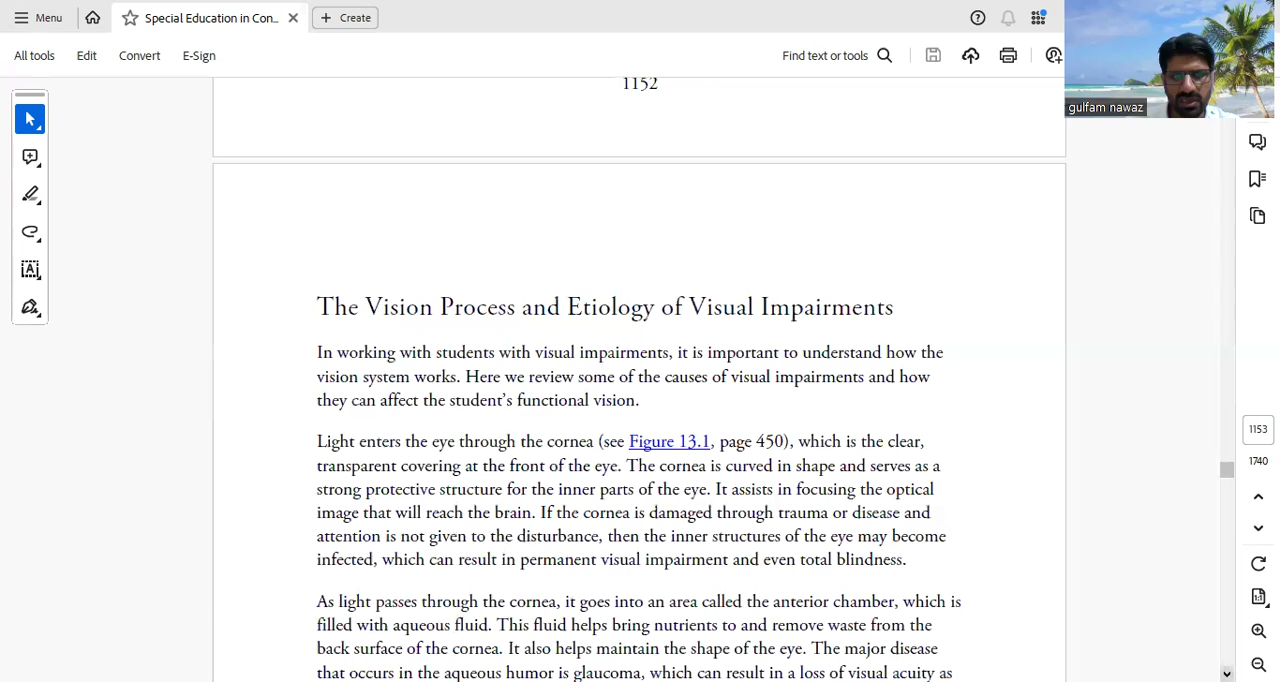 Menu
Special Education in Con...
Create
All tools
Edit
Convert
E-Sign
Find text or tools
gulfam nawaz
1152
The Vision Process and Etiology of Visual Impairments
In working with students with visual impairments, it is important to understand how the
vision system works. Here we review some of the causes of visual impairments and how
they can affect the student's functional vision.
Light enters the eye through the cornea (see Figure 13.1, page 450), which is the clear,
transparent covering at the front of the eye. The cornea is curved in shape and serves as a
strong protective structure for the inner parts of the eye. It assists in focusing the optical
image that will reach the brain. If the cornea is damaged through trauma or disease and
attention is not given to the disturbance, then the inner structures of the eye may become
infected, which can result in permanent visual impairment and even total blindness.
As light passes through the cornea, it goes into an area called the anterior chamber, which is
filled with aqueous fluid. This fluid helps bring nutrients to and remove waste from the
back surface of the cornea. It also helps maintain the shape of the eye. The major disease
that occurs in the aqueous humor is glaucoma, which can result in a loss of visual acuity as
1153
1740